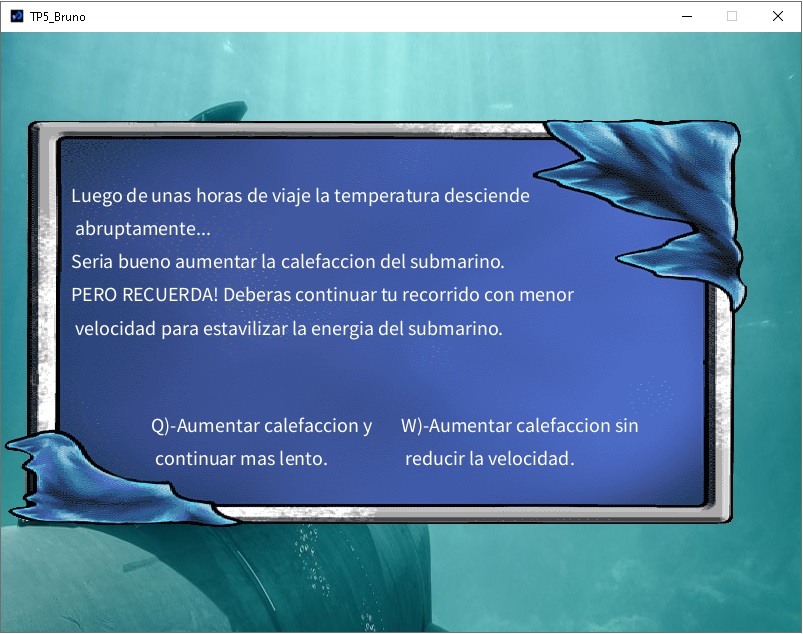 TP5_Bruno
Luego de unas horas de viaje la temperatura desciende
abruptamente...
Seria bueno aumentar la calefaccion del submarino.
PERO RECUERDA! Deberas continuar tu recorrido con menor
velocidad para estavilizar la energia del submarino.
Q)-Aumentar calefaccion y
continuar mas lento.
W)-Aumentar calefaccion sin
reducir la velocidad.